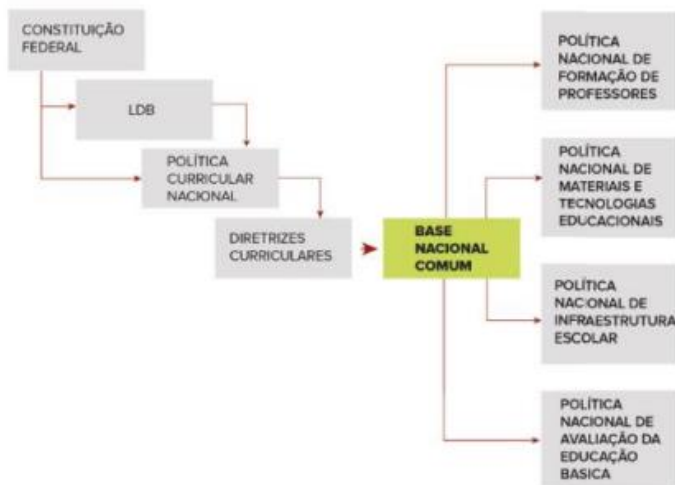 CONSTITUIÇÃO
FEDERAL
LDB
POLÍTICA
CURRICULAR
NACIONAL
DIRETRIZES
CURRICULARES
BASE
NACIONAL
COMUM
POLÍTICA
NACIONAL DE
FORMAÇÃO DE
PROFESSORES
POLÍTICA
NACIONAL DE
MATERIAIS E
TECNOLOGIAS
EDUCACIONAIS
POLÍTICA
NACIONAL DE
INFRAESTRUTURA
ESCOLAR
POLÍTICA
NACIONAL DE
AVALIAÇÃO DA
EDUCAÇÃO
BASICA